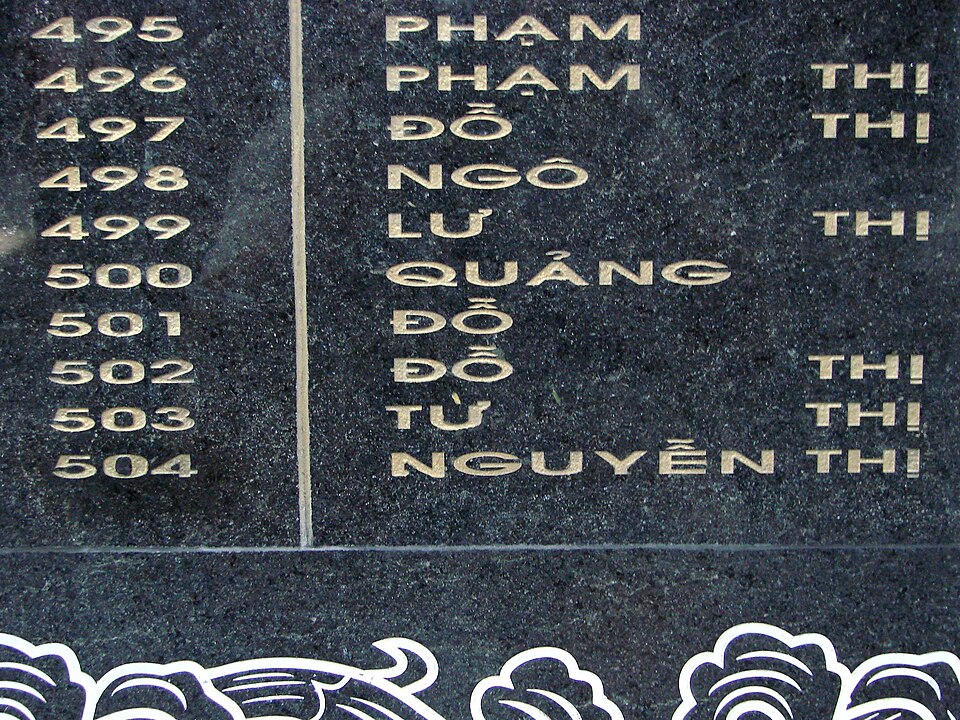 495 PHẠM
496 PHẠM THỊ
497 ĐỖ THỊ
498 NGÔ
499 LƯ THỊ
500 QUẢNG
501 ĐỖ
502 ĐỖ THỊ
503 TỪ THỊ
504 NGUYỄN THỊ